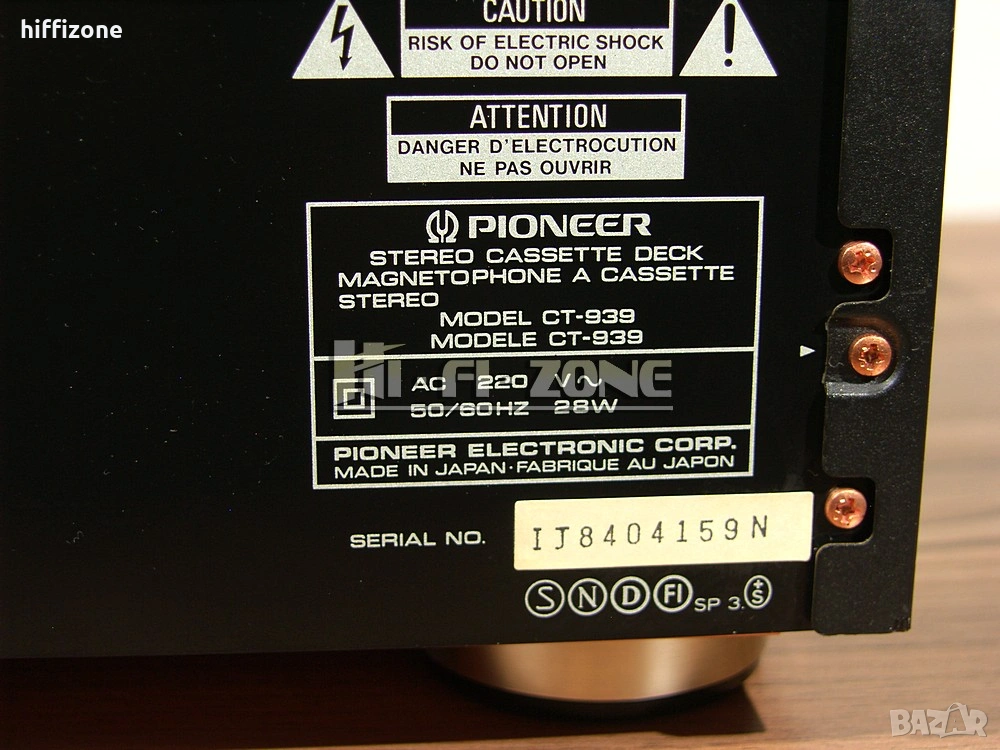 hiffizone
CAUTION
RISK OF ELECTRIC SHOCK
DO NOT OPEN
ATTENTION
DANGER D'ELECTROCUTION
NE PAS OUVRIR
PIONEER
STEREO CASSETTE DECK
MAGNETOPHONE A CASSETTE
STEREO
MODEL CT-939
MODELE CT-939
Hi FI ZONE
AC 220 V~
50/60HZ 28W
PIONEER ELECTRONIC CORP.
MADE IN JAPAN·FABRIQUE AU JAPON
SERIAL NO. IJ8404159N
S N D FI SP 3. +S
BAZAR